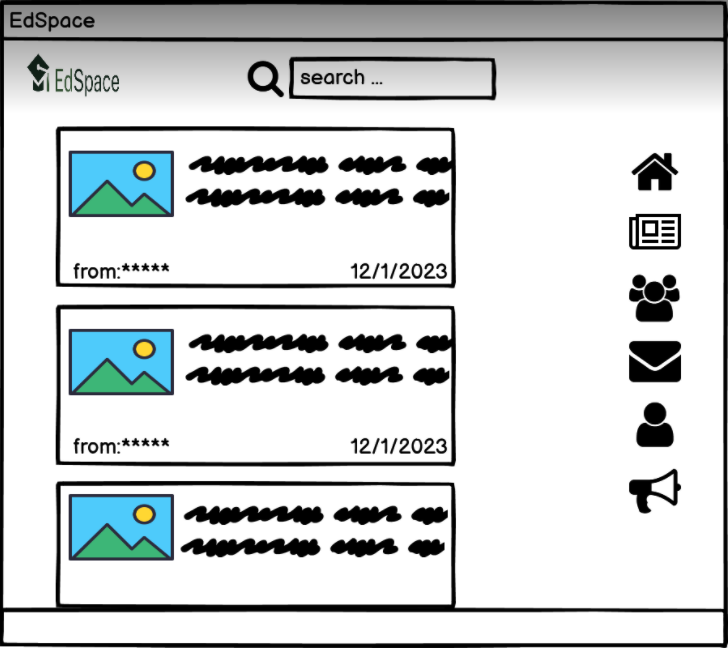 EdSpace
EdSpace
search ...
from:*****
12/1/2023
from:*****
12/1/2023